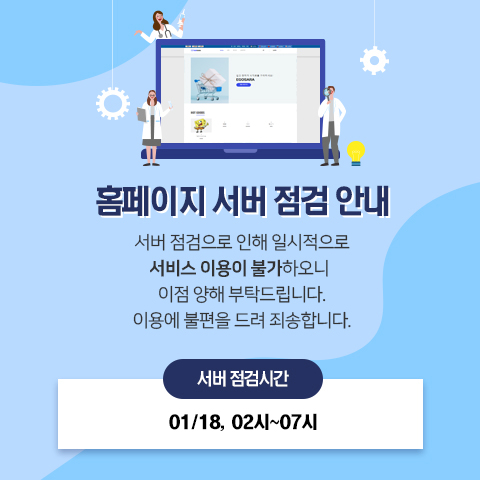 홈페이지 서버 점검 안내
서버 점검으로 인해 일시적으로
서비스 이용이 불가하오니
이점 양해 부탁드립니다.
이용에 불편을 드려 죄송합니다.
서버 점검시간
01/18, 02시~07시